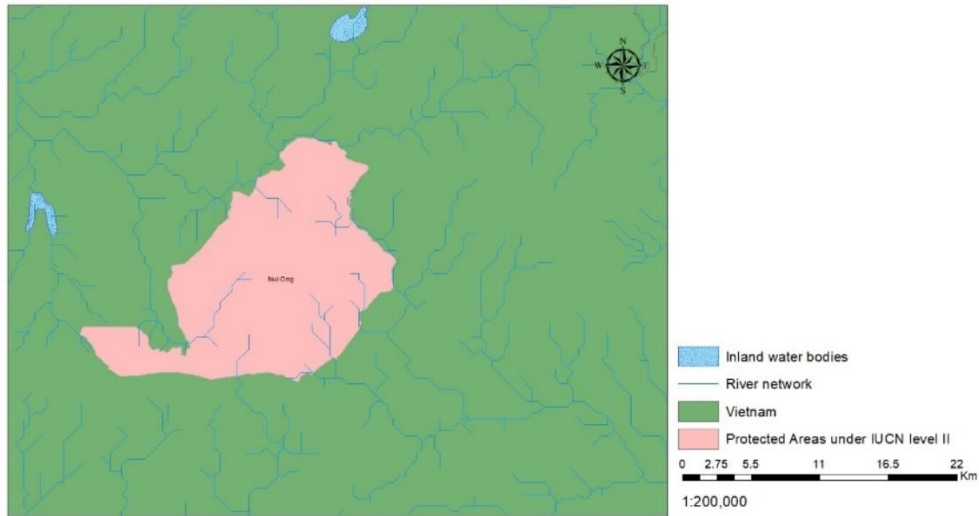 N
W E
S
Nui Ong
Inland water bodies
River network
Vietnam
Protected Areas under IUCN level II
0 2.75 5.5 11 16.5 22
Km
1:200,000